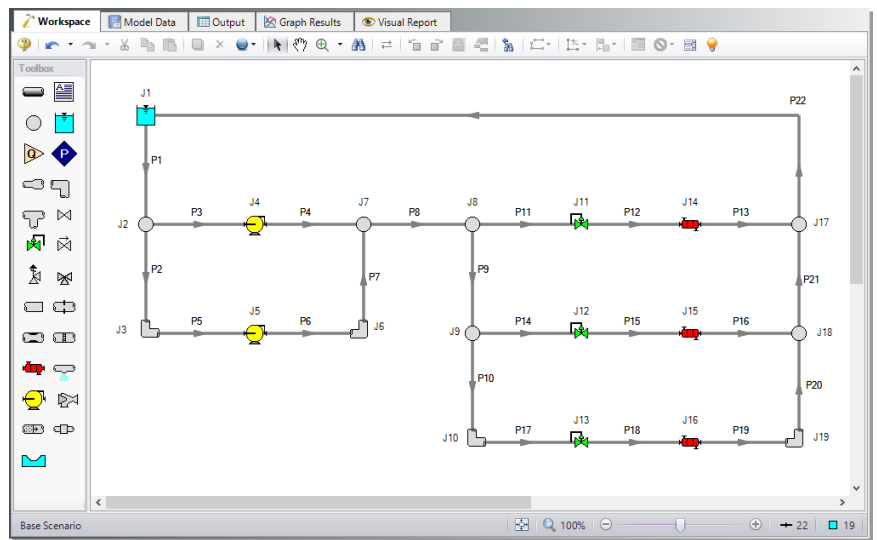 Workspace Model Data Output Graph Results Visual Report
Toolbox
J1
P22
P1
J4 J7 J8 J11 J14
P3 P4 P8 P11 P12 P13
J2 J17
P2 P7 P9 P21
J5 J12 J15
P5 P6 P14 P15 P16
J3 J6 J9 J18
P10 P20
J13 J16
P17 P18 P19
J10 J19
Q
P
Base Scenario 100% 22 19